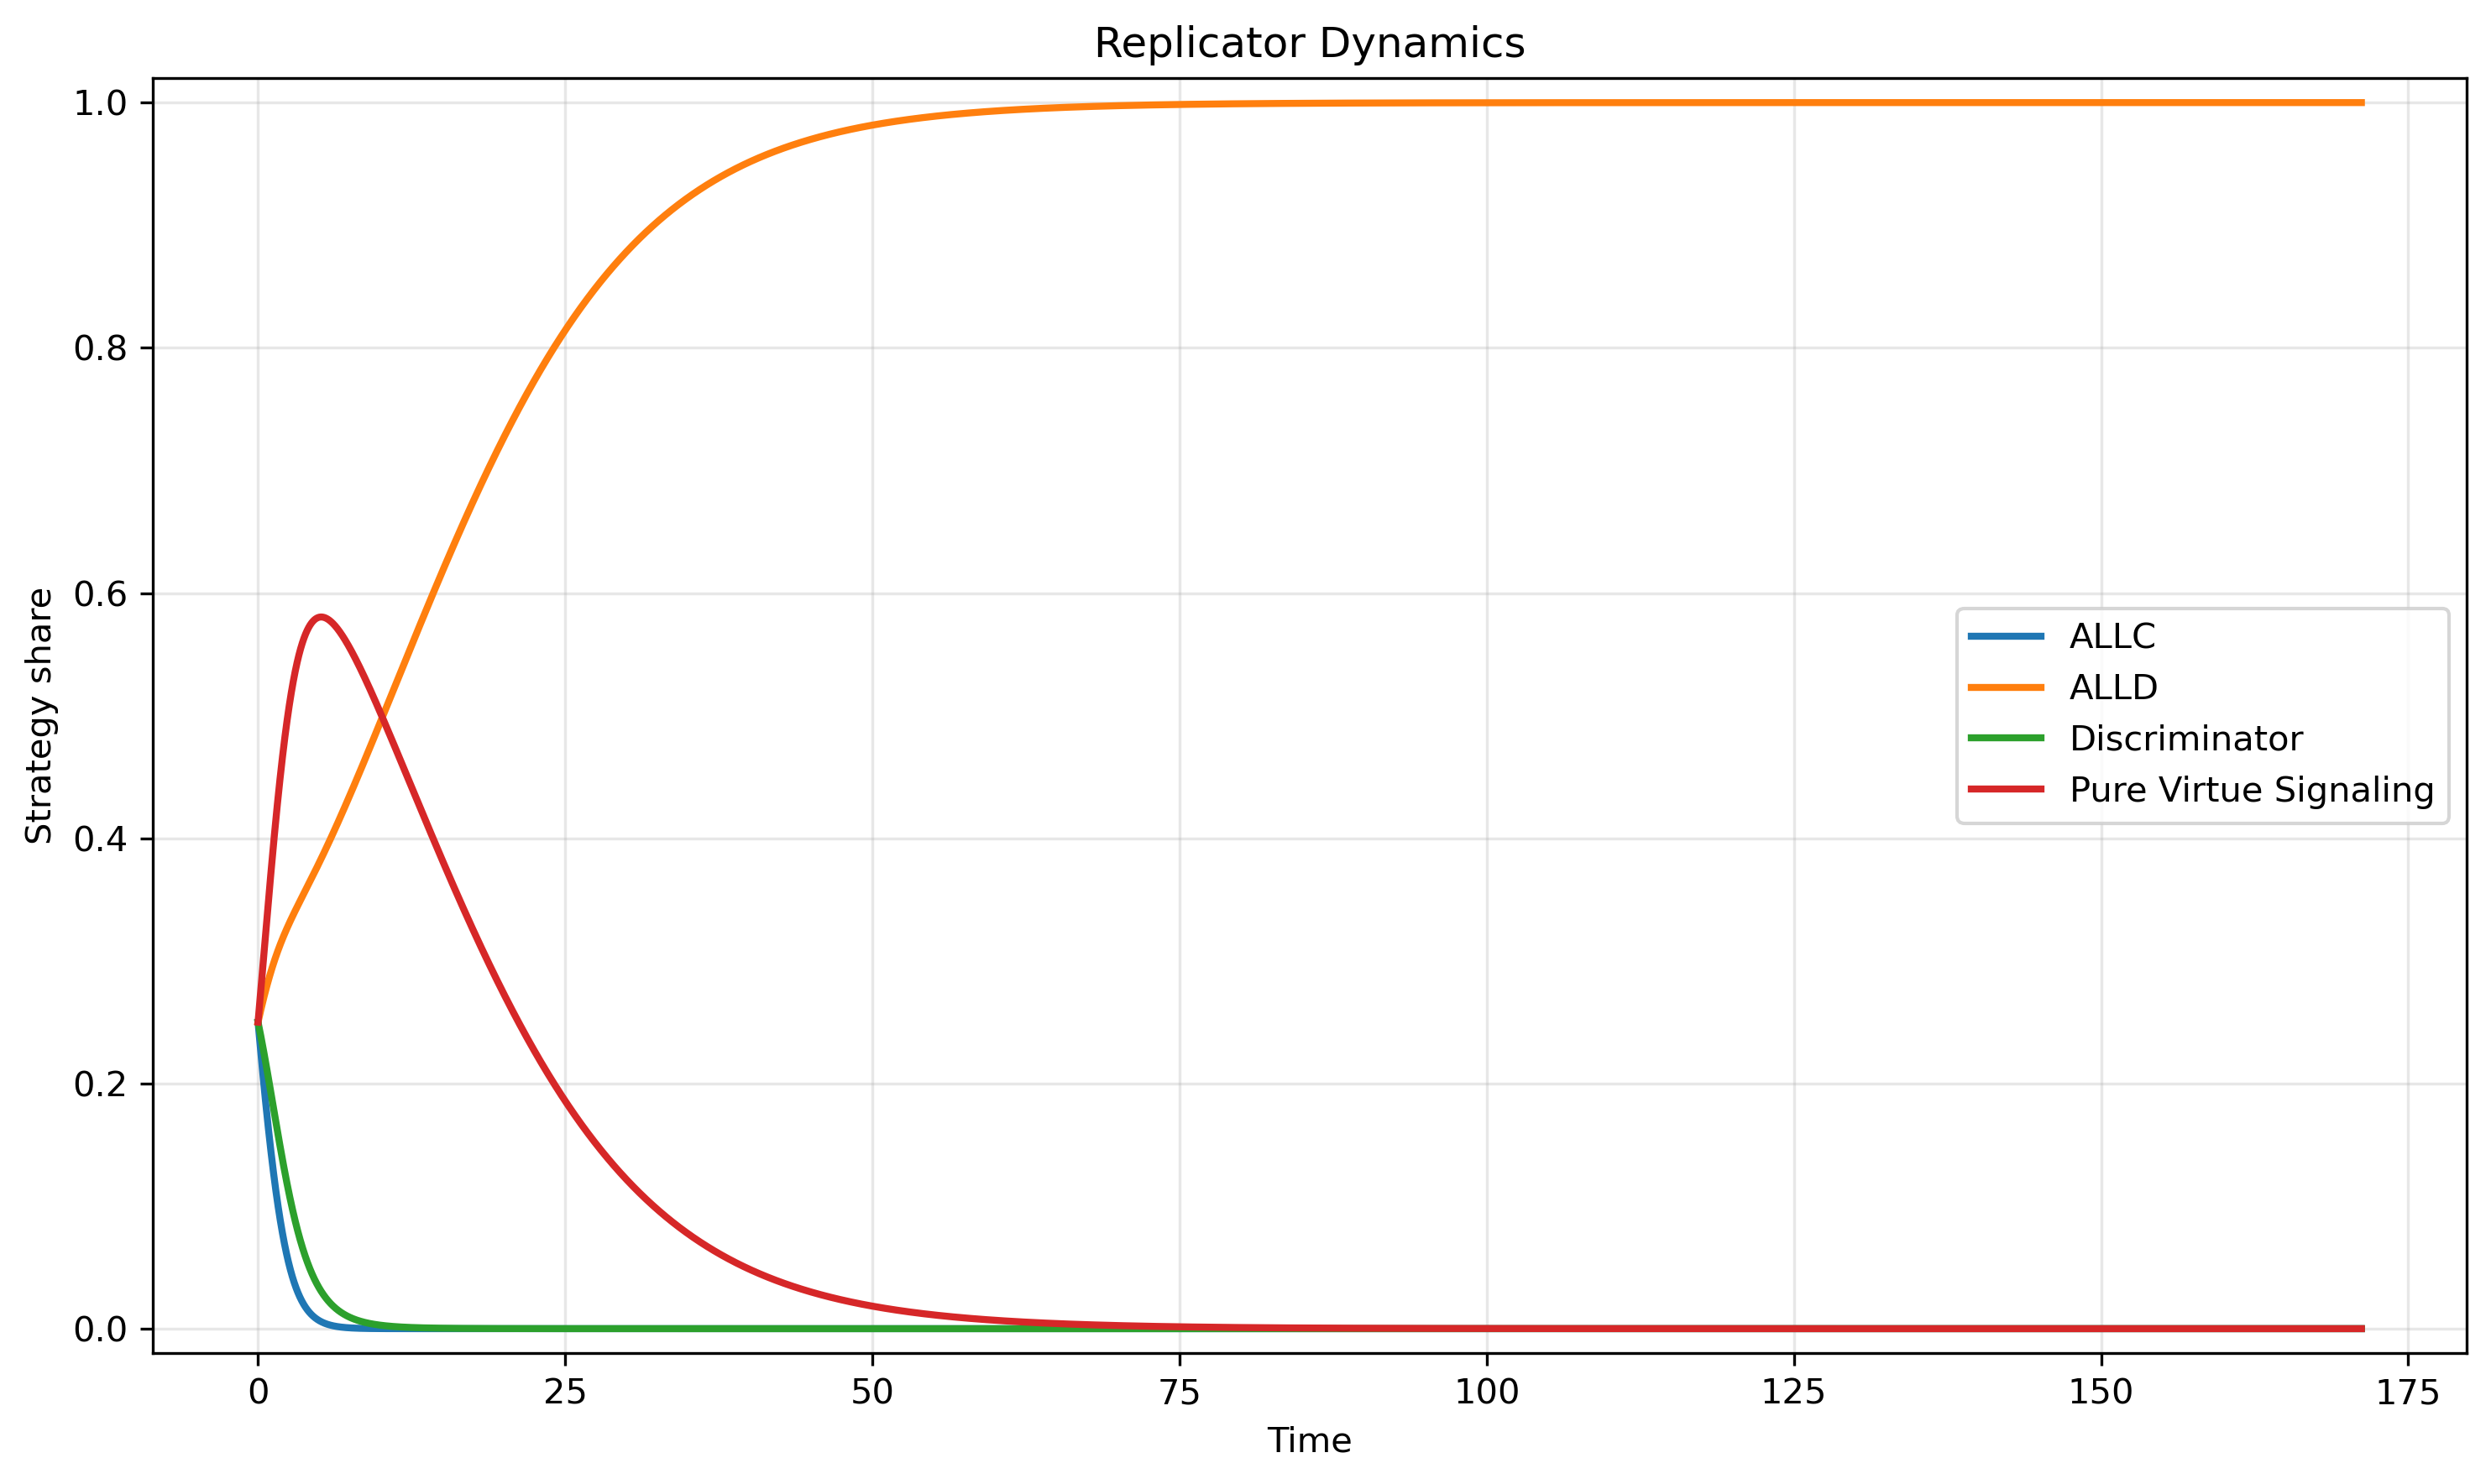 Replicator Dynamics
Strategy share
1.0
0.8
0.6
0.4
0.2
0.0
ALLC
ALLD
Discriminator
Pure Virtue Signaling
0 25 50 75 100 125 150 175
Time